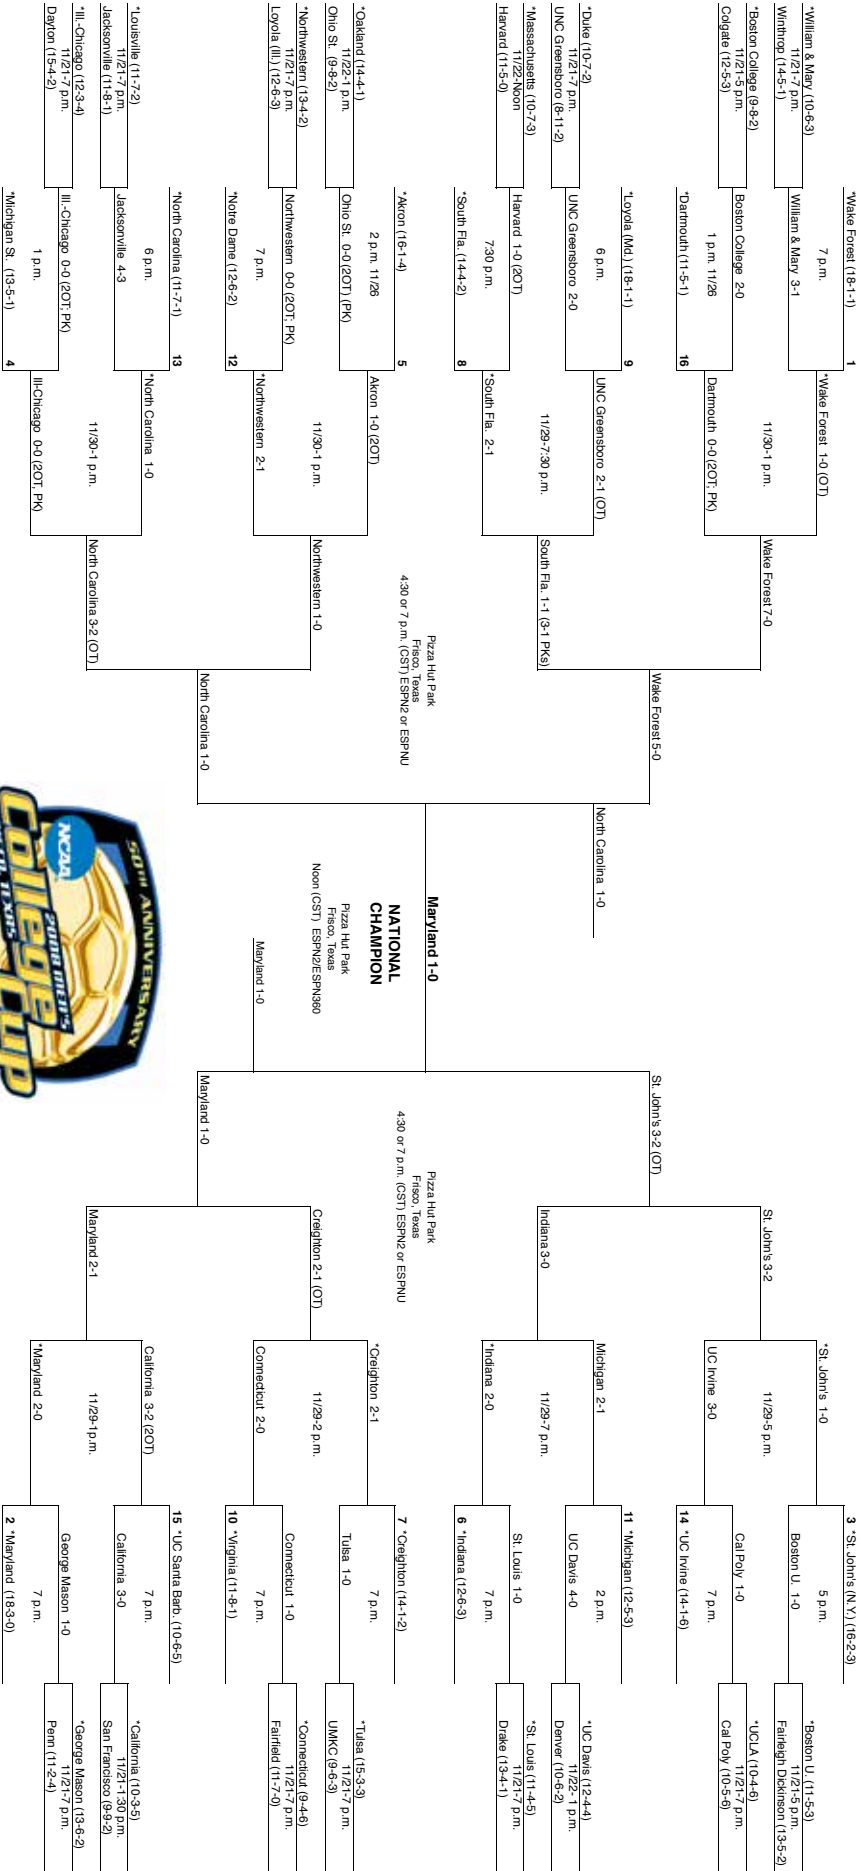 *William & Mary (10-6-3)
11/21-7 p.m.
Winthrop (14-5-1)
*Boston College (9-8-2)
11/21-5 p.m.
Colgate (12-5-3)
*Duke (10-7-2)
11/21-7 p.m.
UNC Greensboro (8-11-2)
*Massachusetts (10-7-3)
11/22-Noon
Harvard (11-5-0)
*Oakland (14-4-1)
11/22-1 p.m.
Ohio St. (9-8-2)
*Northwestern (13-4-2)
11/21-7 p.m.
Loyola (Ill.) (12-6-3)
*Louisville (11-7-2)
11/21-7 p.m.
Jacksonville (11-8-1)
*Ill.-Chicago (12-3-4)
11/21-7 p.m.
Dayton (15-4-2)
*Wake Forest (18-1-1) 1
7 p.m.
William & Mary 3-1
Boston College 2-0
1 p.m. 11/26
*Dartmouth (11-5-1) 16
*Loyola (Md.) (18-1-1) 9
6 p.m.
UNC Greensboro 2-0
Harvard 1-0 (2OT)
7:30 p.m.
*South Fla. (14-4-2) 8
*Akron (16-1-4) 5
2 p.m. 11/26
Ohio St. 0-0 (2OT) (PK)
Northwestern 0-0 (2OT; PK)
7 p.m.
*Notre Dame (12-6-2) 12
*North Carolina (11-7-1) 13
6 p.m.
Jacksonville 4-3
Ill.-Chicago 0-0 (2OT; PK)
1 p.m.
*Michigan St. (13-5-1) 4
*Wake Forest 1-0 (OT)
11/30-1 p.m.
Dartmouth 0-0 (2OT; PK)
UNC Greensboro 2-1 (OT)
11/29-7:30 p.m.
*South Fla. 2-1
Akron 1-0 (2OT)
11/30-1 p.m.
*Northwestern 2-1
*North Carolina 1-0
11/30-1 p.m.
Ill-Chicago 0-0 (2OT, PK)
Wake Forest 7-0
South Fla. 1-1 (3-1 PKs)
Northwestern 1-0
North Carolina 3-2 (OT)
Pizza Hut Park
Frisco, Texas
4:30 or 7 p.m. (CST) ESPN2 or ESPNU
Wake Forest 5-0
North Carolina 1-0
North Carolina 1-0
Maryland 1-0
NATIONAL
CHAMPION
Pizza Hut Park
Frisco, Texas
Noon (CST) ESPN2/ESPN360
Maryland 1-0
50TH ANNIVERSARY
NCAA
2008 MEN'S
College
Cup
St. John's 3-2 (OT)
Maryland 1-0
Pizza Hut Park
Frisco, Texas
4:30 or 7 p.m. (CST) ESPN2 or ESPNU
St. John's 3-2
Indiana 3-0
Creighton 2-1 (OT)
Maryland 2-1
*St. John's 1-0
11/29-5 p.m.
UC Irvine 3-0
Michigan 2-1
11/29-7 p.m.
*Indiana 2-0
*Creighton 2-1
11/29-2 p.m.
Connecticut 2-0
California 3-2 (2OT)
11/29-1p.m.
*Maryland 2-0
3 *St. John's (N.Y.) (16-2-3)
5 p.m.
Boston U. 1-0
Cal Poly 1-0
7 p.m.
14 *UC Irvine (14-1-6)
11 *Michigan (12-5-3)
2 p.m.
UC Davis 4-0
St. Louis 1-0
7 p.m.
6 *Indiana (12-6-3)
7 *Creighton (14-1-2)
7 p.m.
Tulsa 1-0
Connecticut 1-0
7 p.m.
10 *Virginia (11-8-1)
15 *UC Santa Barb. (10-6-5)
7 p.m.
California 3-0
George Mason 1-0
7 p.m.
2 *Maryland (18-3-0)
*Boston U. (11-5-3)
11/21-5 p.m.
Fairleigh Dickinson (13-5-2)
*UCLA (10-4-6)
11/21-7 p.m.
Cal Poly (10-5-6)
*UC Davis (12-4-4)
11/22-1 p.m.
Denver (10-6-2)
*St. Louis (11-4-5)
11/21-7 p.m.
Drake (13-4-1)
*Tulsa (15-3-3)
11/21-7 p.m.
UMKC (9-6-3)
*Connecticut (9-4-6)
11/21-7 p.m.
Fairfield (11-7-0)
*California (10-3-5)
11/21-1:30 p.m.
San Francisco (9-9-2)
*George Mason (13-6-2)
11/21-7 p.m.
Penn (11-2-4)